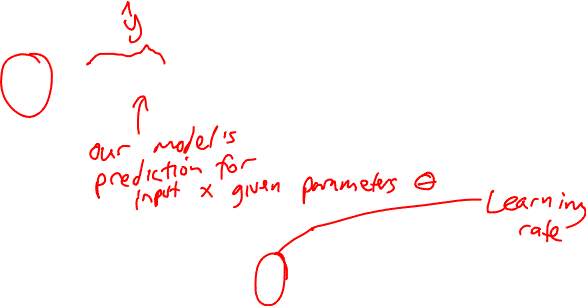 ŷ
our model's
prediction for
input x given parameters θ
Learning
rate